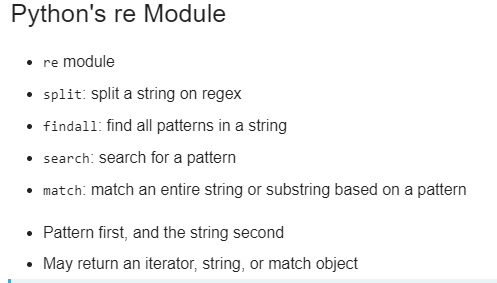 Python's re Module
re module
split: split a string on regex
findall: find all patterns in a string
search: search for a pattern
match: match an entire string or substring based on a pattern
Pattern first, and the string second
May return an iterator, string, or match object